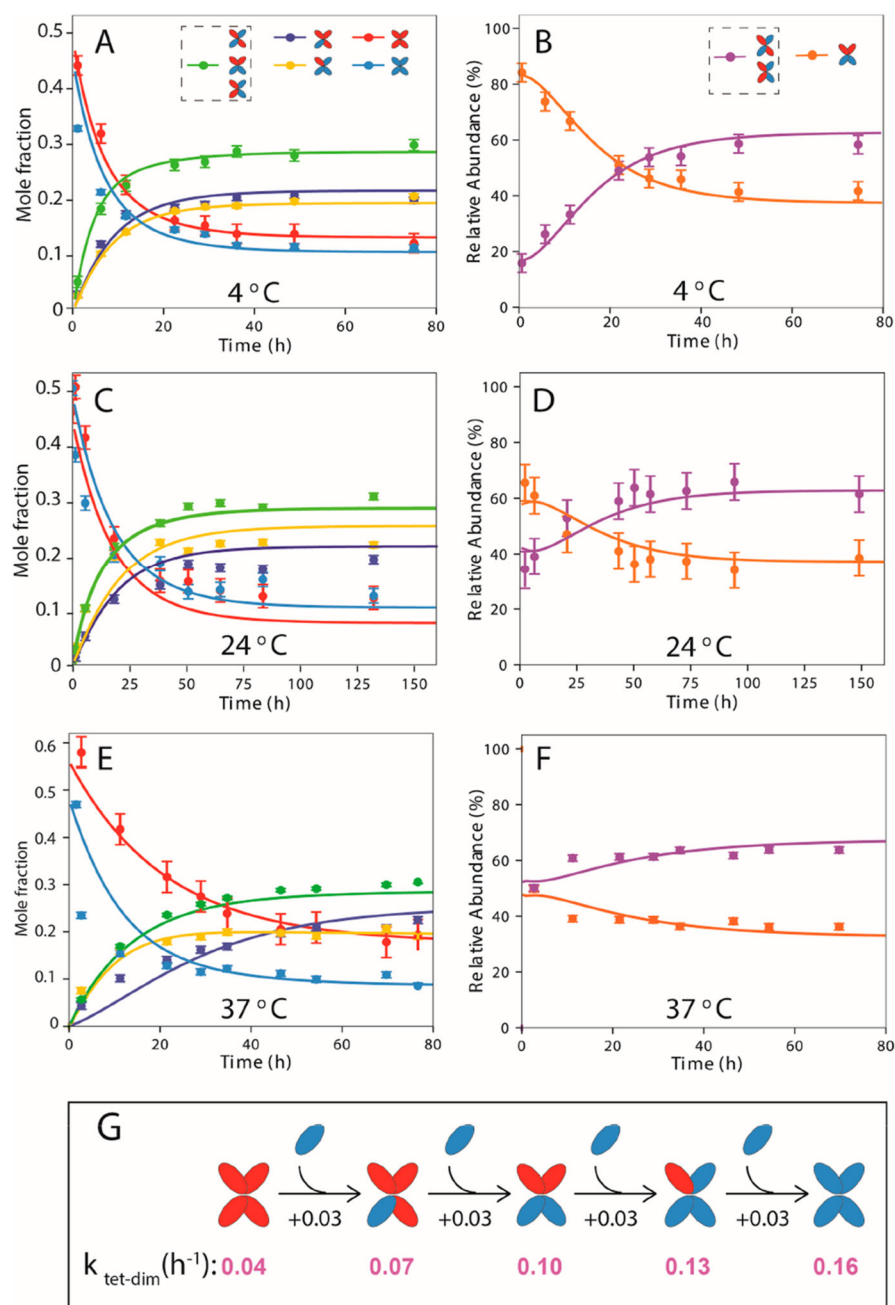 A
Mole fraction
0.5
0.4
0.3
0.2
0.1
0
4 °C
0 20 40 60 80
Time (h)
B
Relative Abundance (%)
100
80
60
40
20
0
4 °C
0 20 40 60 80
Time (h)
C
Mole fraction
0.5
0.4
0.3
0.2
0.1
0
24 °C
0 25 50 75 100 125 150
Time (h)
D
Relative Abundance (%)
100
80
60
40
20
0
24 °C
0 25 50 75 100 125 150
Time (h)
E
Mole fraction
0.6
0.5
0.4
0.3
0.2
0.1
0
37 °C
0 20 40 60 80
Time (h)
F
Relative Abundance (%)
100
80
60
40
20
0
37 °C
0 20 40 60 80
Time (h)
G
+0.03 +0.03 +0.03 +0.03
k tet-dim (h-1): 0.04 0.07 0.10 0.13 0.16